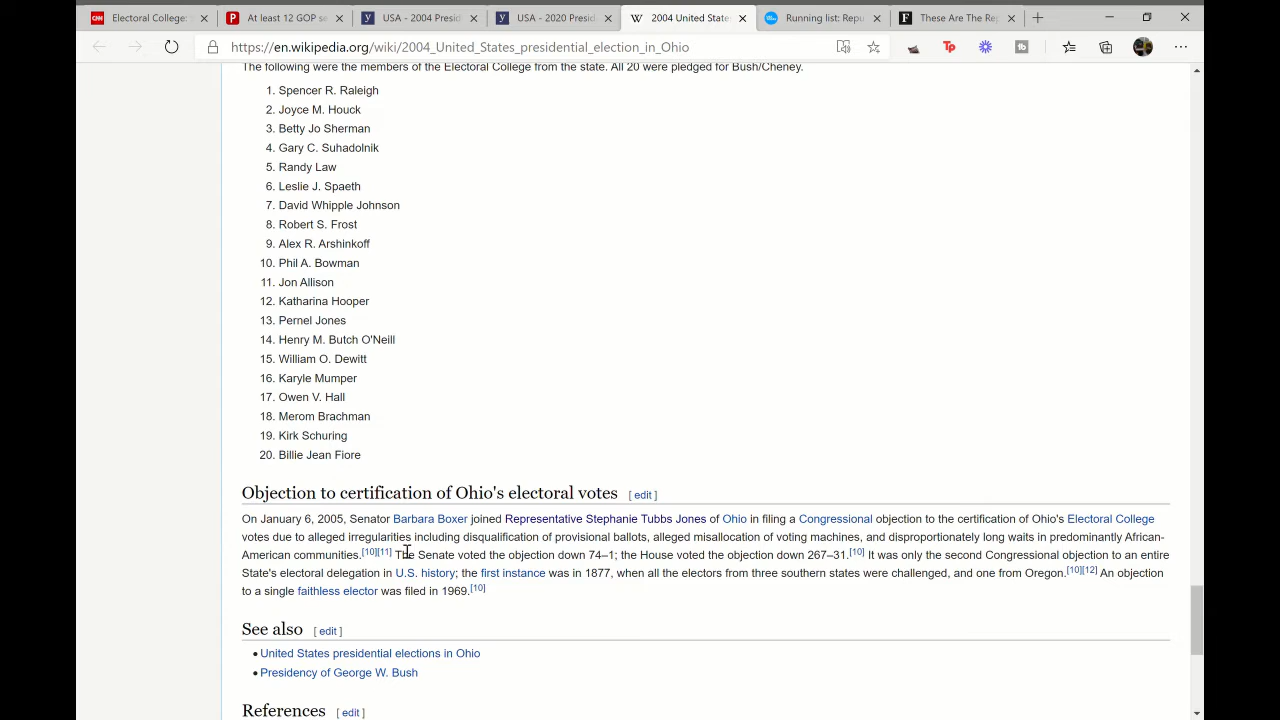 Electoral College:
At least 12 GOP se
USA - 2004 Presid
USA - 2020 Presid
2004 United State
Running list: Repu
These Are The Rep
https://en.wikipedia.org/wiki/2004_United_States_presidential_election_in_Ohio
The following were the members of the Electoral College from the state. All 20 were pledged for Bush/Cheney.
1. Spencer R. Raleigh
2. Joyce M. Houck
3. Betty Jo Sherman
4. Gary C. Suhadolnik
5. Randy Law
6. Leslie J. Spaeth
7. David Whipple Johnson
8. Robert S. Frost
9. Alex R. Arshinkoff
10. Phil A. Bowman
11. Jon Allison
12. Katharina Hooper
13. Pernel Jones
14. Henry M. Butch O'Neill
15. William O. Dewitt
16. Karyle Mumper
17. Owen V. Hall
18. Merom Brachman
19. Kirk Schuring
20. Billie Jean Fiore
Objection to certification of Ohio's electoral votes [ edit ]
On January 6, 2005, Senator Barbara Boxer joined Representative Stephanie Tubbs Jones of Ohio in filing a Congressional objection to the certification of Ohio's Electoral College
votes due to alleged irregularities including disqualification of provisional ballots, alleged misallocation of voting machines, and disproportionately long waits in predominantly African-
American communities.[10][11] The Senate voted the objection down 74–1; the House voted the objection down 267–31.[10] It was only the second Congressional objection to an entire
State's electoral delegation in U.S. history; the first instance was in 1877, when all the electors from three southern states were challenged, and one from Oregon.[10][12] An objection
to a single faithless elector was filed in 1969.[10]
See also [ edit ]
• United States presidential elections in Ohio
• Presidency of George W. Bush
References [ edit ]